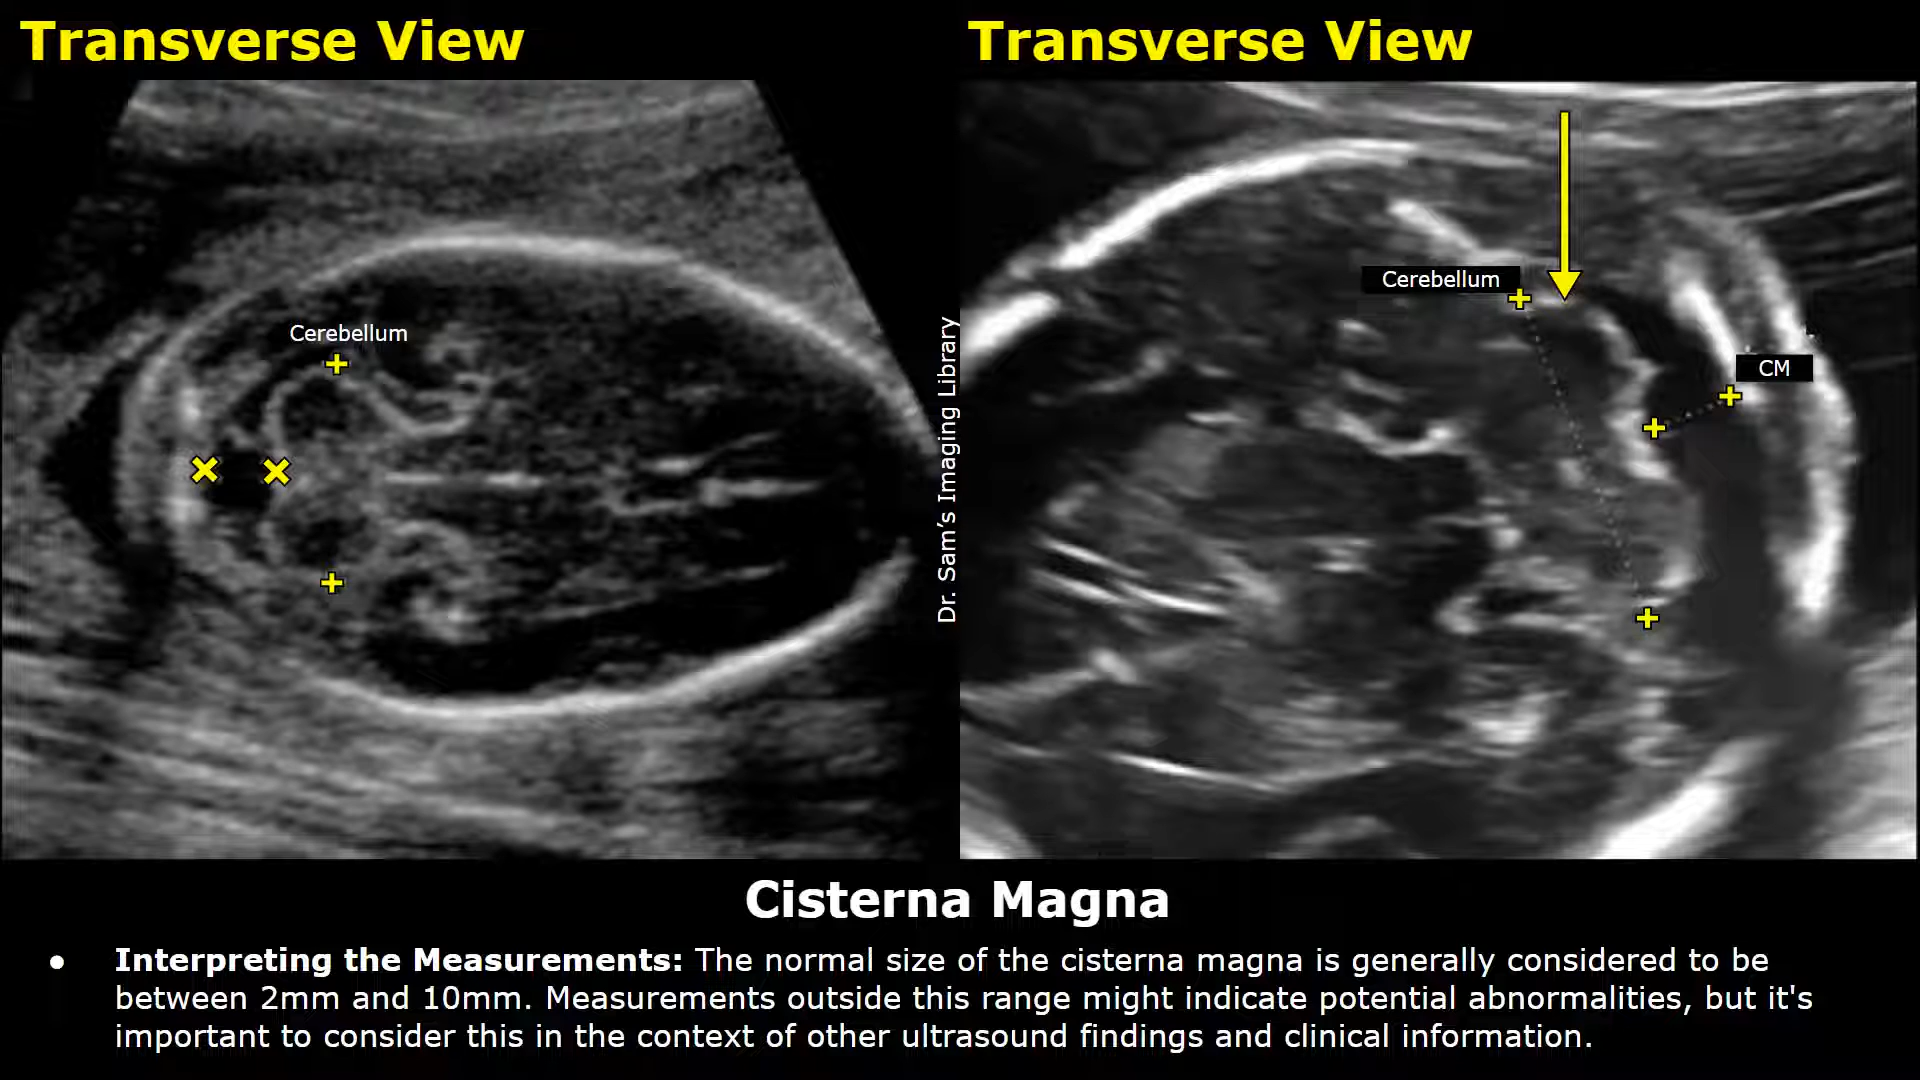 Transverse View
Transverse View
Cerebellum
Cerebellum
CM
Dr. Sam's Imaging Library
Cisterna Magna
● Interpreting the Measurements: The normal size of the cisterna magna is generally considered to be
between 2mm and 10mm. Measurements outside this range might indicate potential abnormalities, but it's
important to consider this in the context of other ultrasound findings and clinical information.